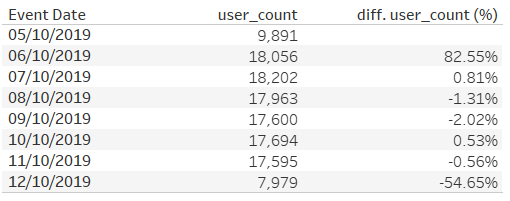 Event Date user_count diff. user_count (%)
05/10/2019 9,891
06/10/2019 18,056 82.55%
07/10/2019 18,202 0.81%
08/10/2019 17,963 -1.31%
09/10/2019 17,600 -2.02%
10/10/2019 17,694 0.53%
11/10/2019 17,595 -0.56%
12/10/2019 7,979 -54.65%